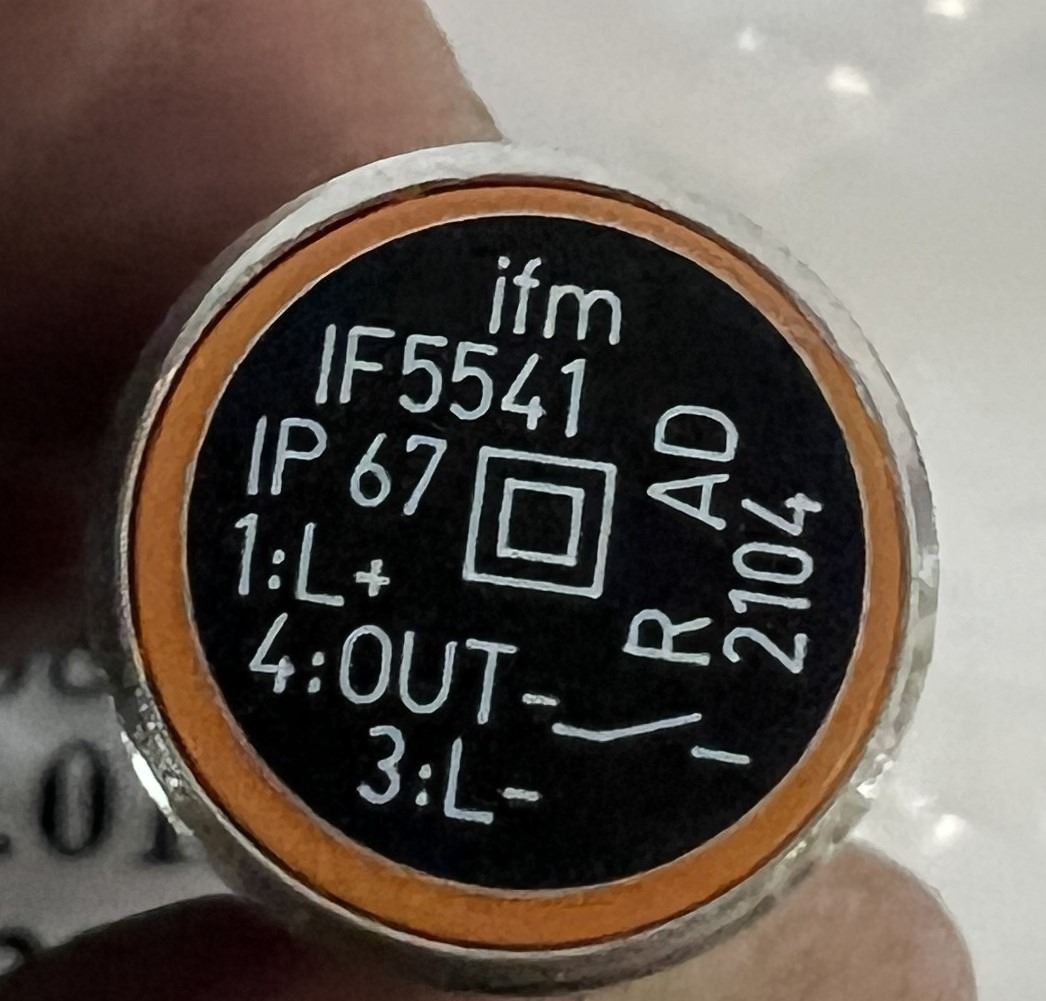 ifm
IF5541
IP 67
1:L+
4:OUT-
3:L-
R AD
2104